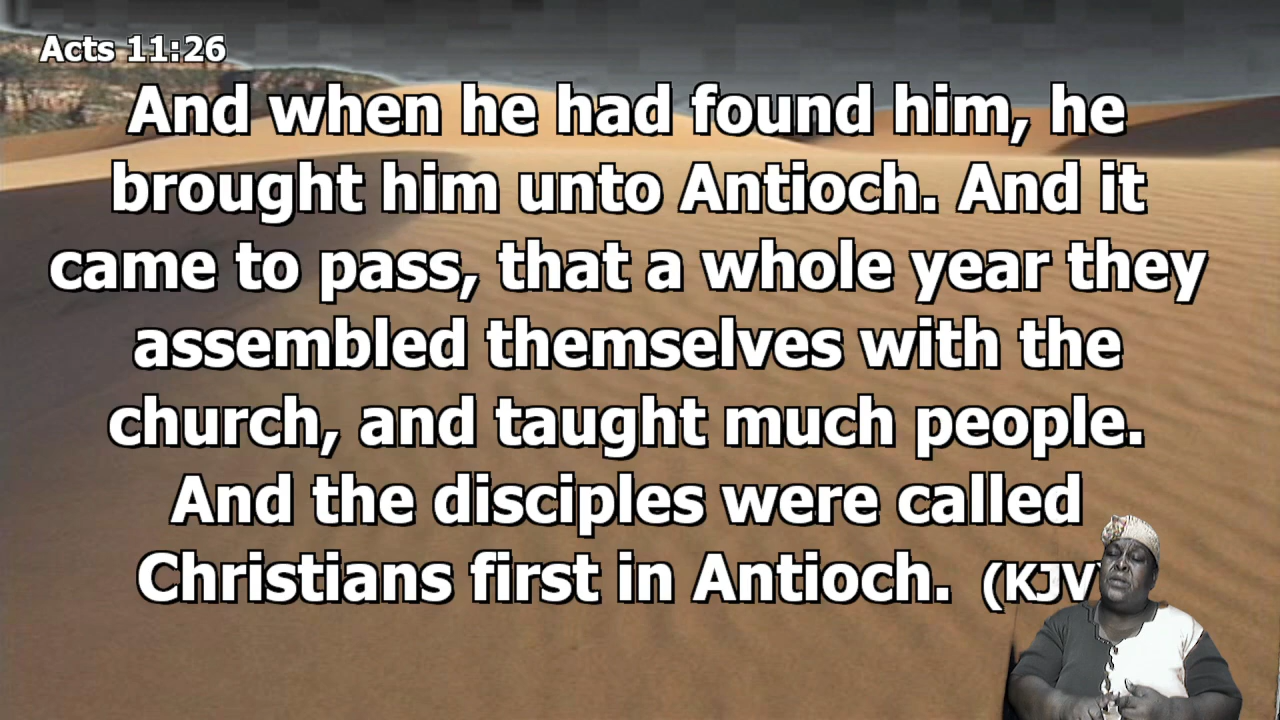 Acts 11:26
And when he had found him, he
brought him unto Antioch. And it
came to pass, that a whole year they
assembled themselves with the
church, and taught much people.
And the disciples were called
Christians first in Antioch. (KJV)